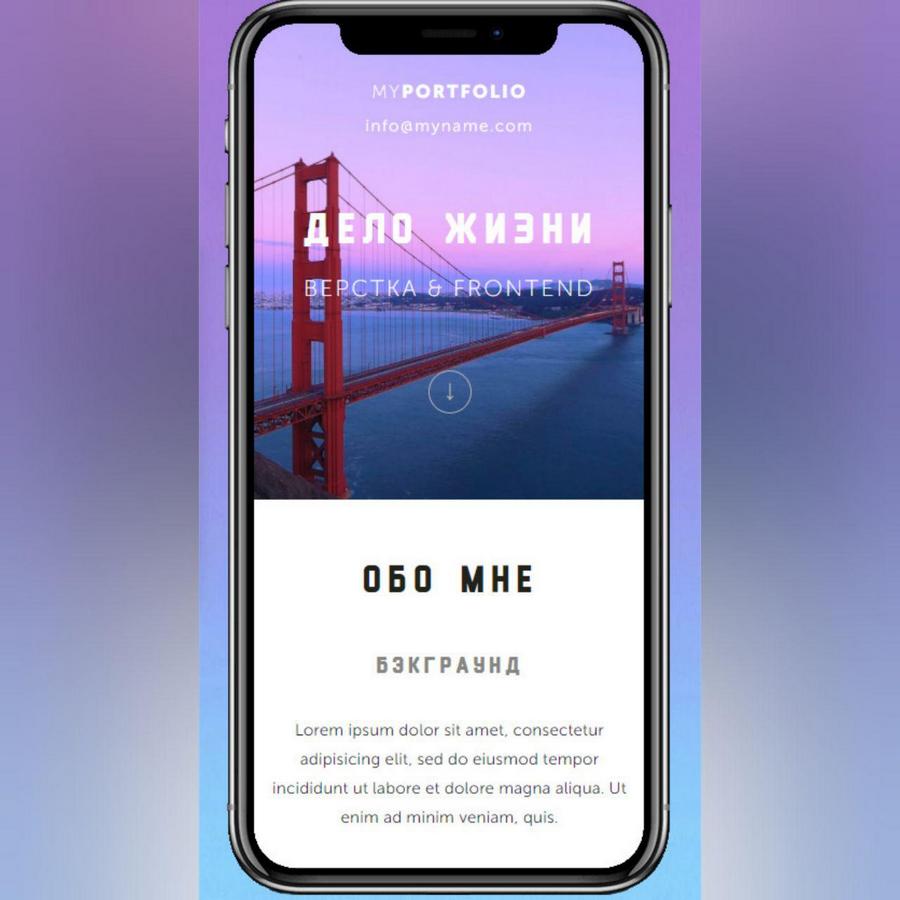 MYPORTFOLIO
info@myname.com
ДЕЛО ЖИЗНИ
ВЕРСТКА & FRONTEND
ОБО МНЕ
БЭКГРАУНД
Lorem ipsum dolor sit amet, consectetur
adipisicing elit, sed do eiusmod tempor
incididunt ut labore et dolore magna aliqua. Ut
enim ad minim veniam, quis.